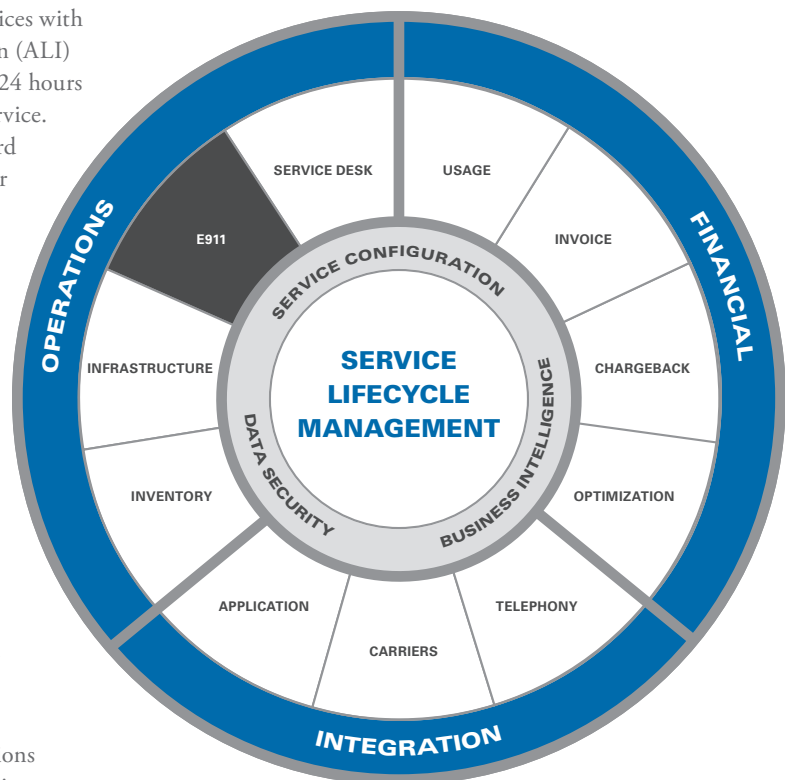 ices with
n (ALI)
24 hours
rvice.
rd
r
OPERATIONS
FINANCIAL
INTEGRATION
SERVICE DESK
USAGE
E911
INVOICE
INFRASTRUCTURE
CHARGEBACK
INVENTORY
OPTIMIZATION
APPLICATION
TELEPHONY
CARRIERS
SERVICE CONFIGURATION
DATA SECURITY
BUSINESS INTELLIGENCE
SERVICE
LIFECYCLE
MANAGEMENT
ions